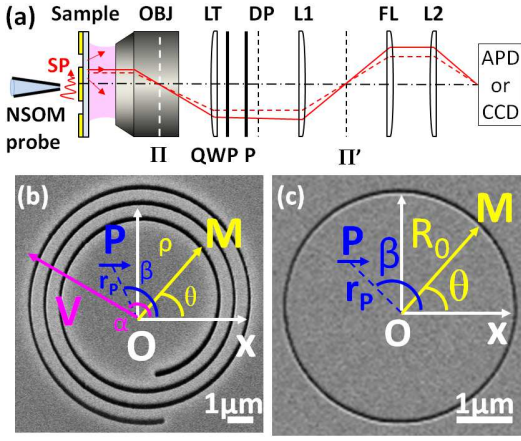 (a) Sample OBJ LT DP L1 FL L2
SP
NSOM
probe
APD
or
CCD
Π QWP P Π'
(b)
P ρ M
β
r_P
V α θ
O X
1μm
(c)
P β R_0 M
r_P θ
O X
1μm